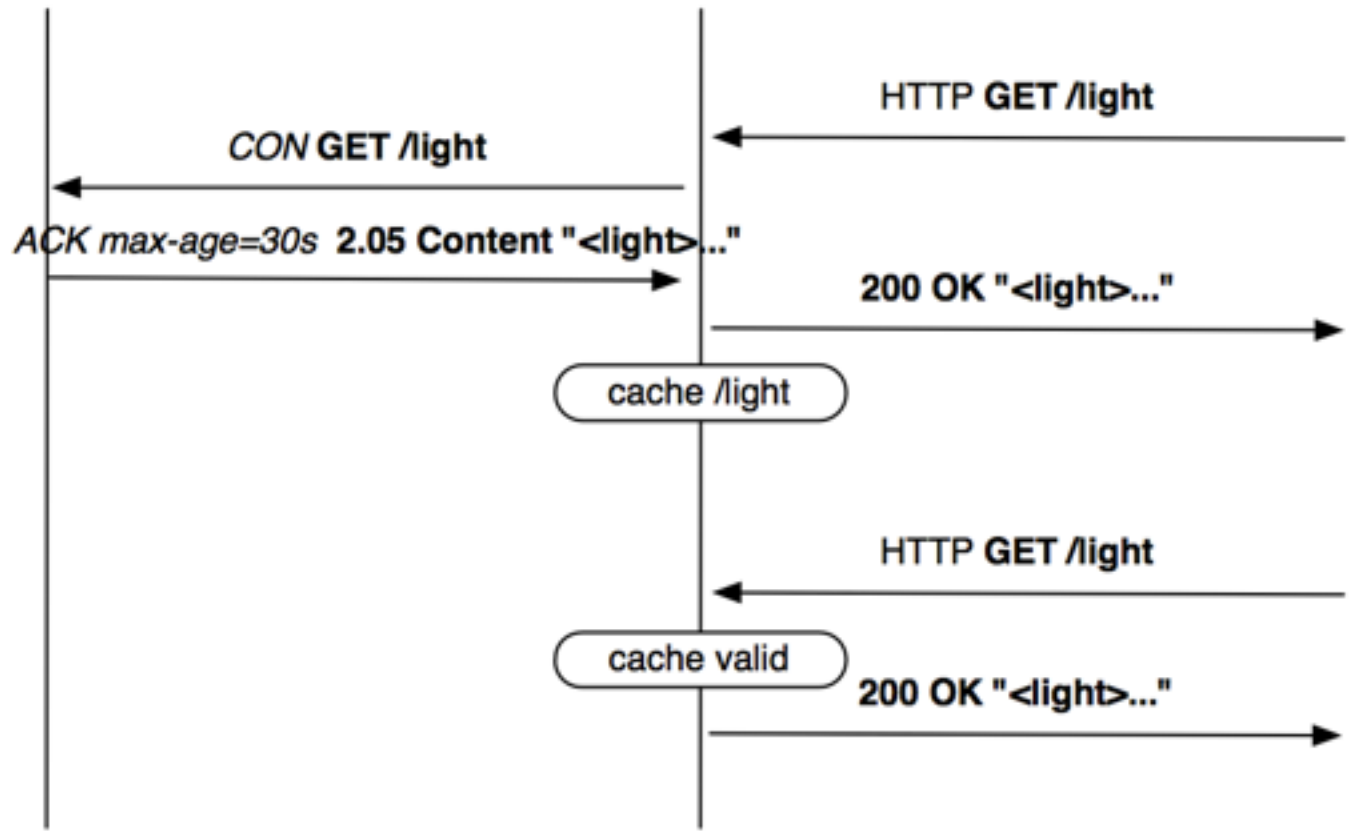 HTTP GET /light
CON GET /light
ACK max-age=30s 2.05 Content "<light>..."
200 OK "<light>..."
cache /light
HTTP GET /light
cache valid
200 OK "<light>..."